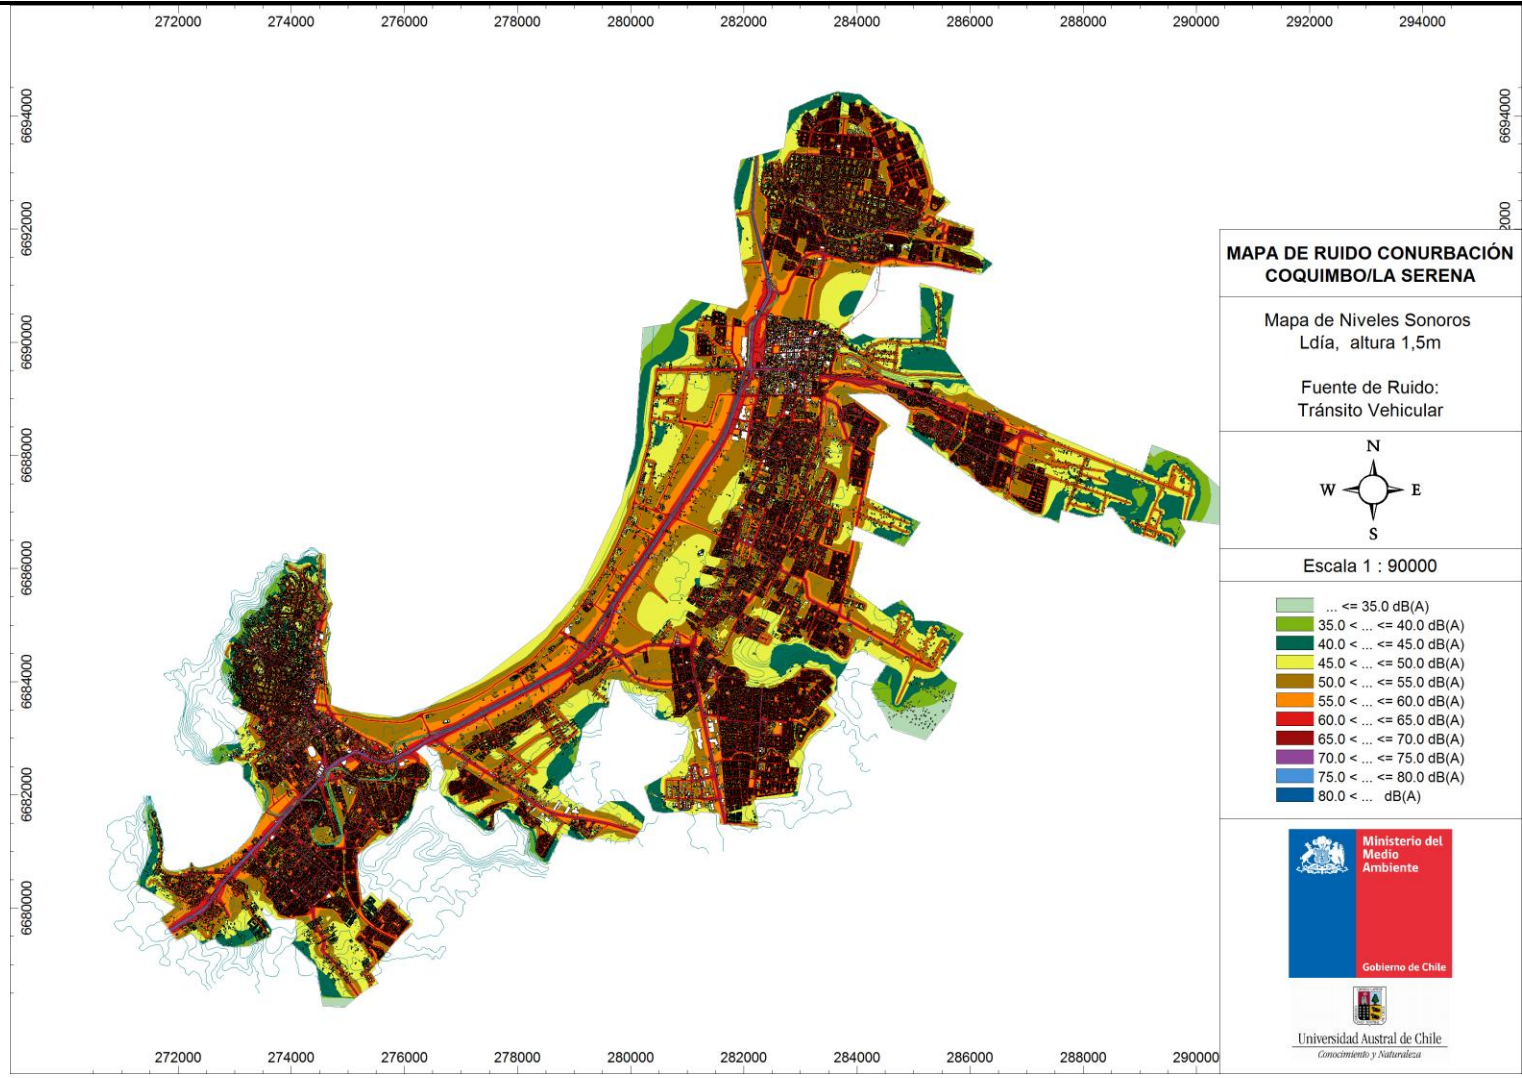 272000 274000 276000 278000 280000 282000 284000 286000 288000 290000 292000 294000
6694000
6692000
6690000
6688000
6686000
6684000
6682000
6680000
6694000
2000
MAPA DE RUIDO CONURBACIÓN
COQUIMBO/LA SERENA
Mapa de Niveles Sonoros
Ldía, altura 1,5m
Fuente de Ruido:
Tránsito Vehicular
N
W E
S
Escala 1 : 90000
... <= 35.0 dB(A)
35.0 < ... <= 40.0 dB(A)
40.0 < ... <= 45.0 dB(A)
45.0 < ... <= 50.0 dB(A)
50.0 < ... <= 55.0 dB(A)
55.0 < ... <= 60.0 dB(A)
60.0 < ... <= 65.0 dB(A)
65.0 < ... <= 70.0 dB(A)
70.0 < ... <= 75.0 dB(A)
75.0 < ... <= 80.0 dB(A)
80.0 < ... dB(A)
Ministerio del
Medio
Ambiente
Gobierno de Chile
Universidad Austral de Chile
Conocimiento y Naturaleza
272000 274000 276000 278000 280000 282000 284000 286000 288000 290000